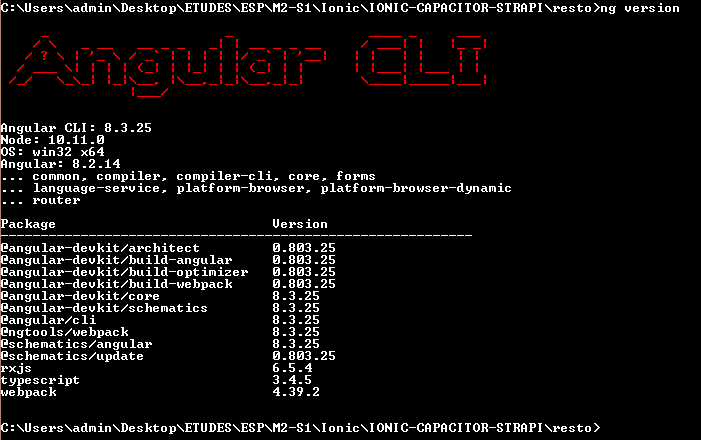 C:\Users\admin\Desktop\ETUDES\ESP\M2-S1\Ionic\IONIC-CAPACITOR-STRAPI\resto>ng version
Angular CLI
Angular CLI: 8.3.25
Node: 10.11.0
OS: win32 x64
Angular: 8.2.14
... common, compiler, compiler-cli, core, forms
... language-service, platform-browser, platform-browser-dynamic
... router
Package Version
-----------------------------------------------------------
@angular-devkit/architect 0.803.25
@angular-devkit/build-angular 0.803.25
@angular-devkit/build-optimizer 0.803.25
@angular-devkit/build-webpack 0.803.25
@angular-devkit/core 8.3.25
@angular-devkit/schematics 8.3.25
@angular/cli 8.3.25
@ngtools/webpack 8.3.25
@schematics/angular 8.3.25
@schematics/update 0.803.25
rxjs 6.5.4
typescript 3.4.5
webpack 4.39.2
C:\Users\admin\Desktop\ETUDES\ESP\M2-S1\Ionic\IONIC-CAPACITOR-STRAPI\resto>